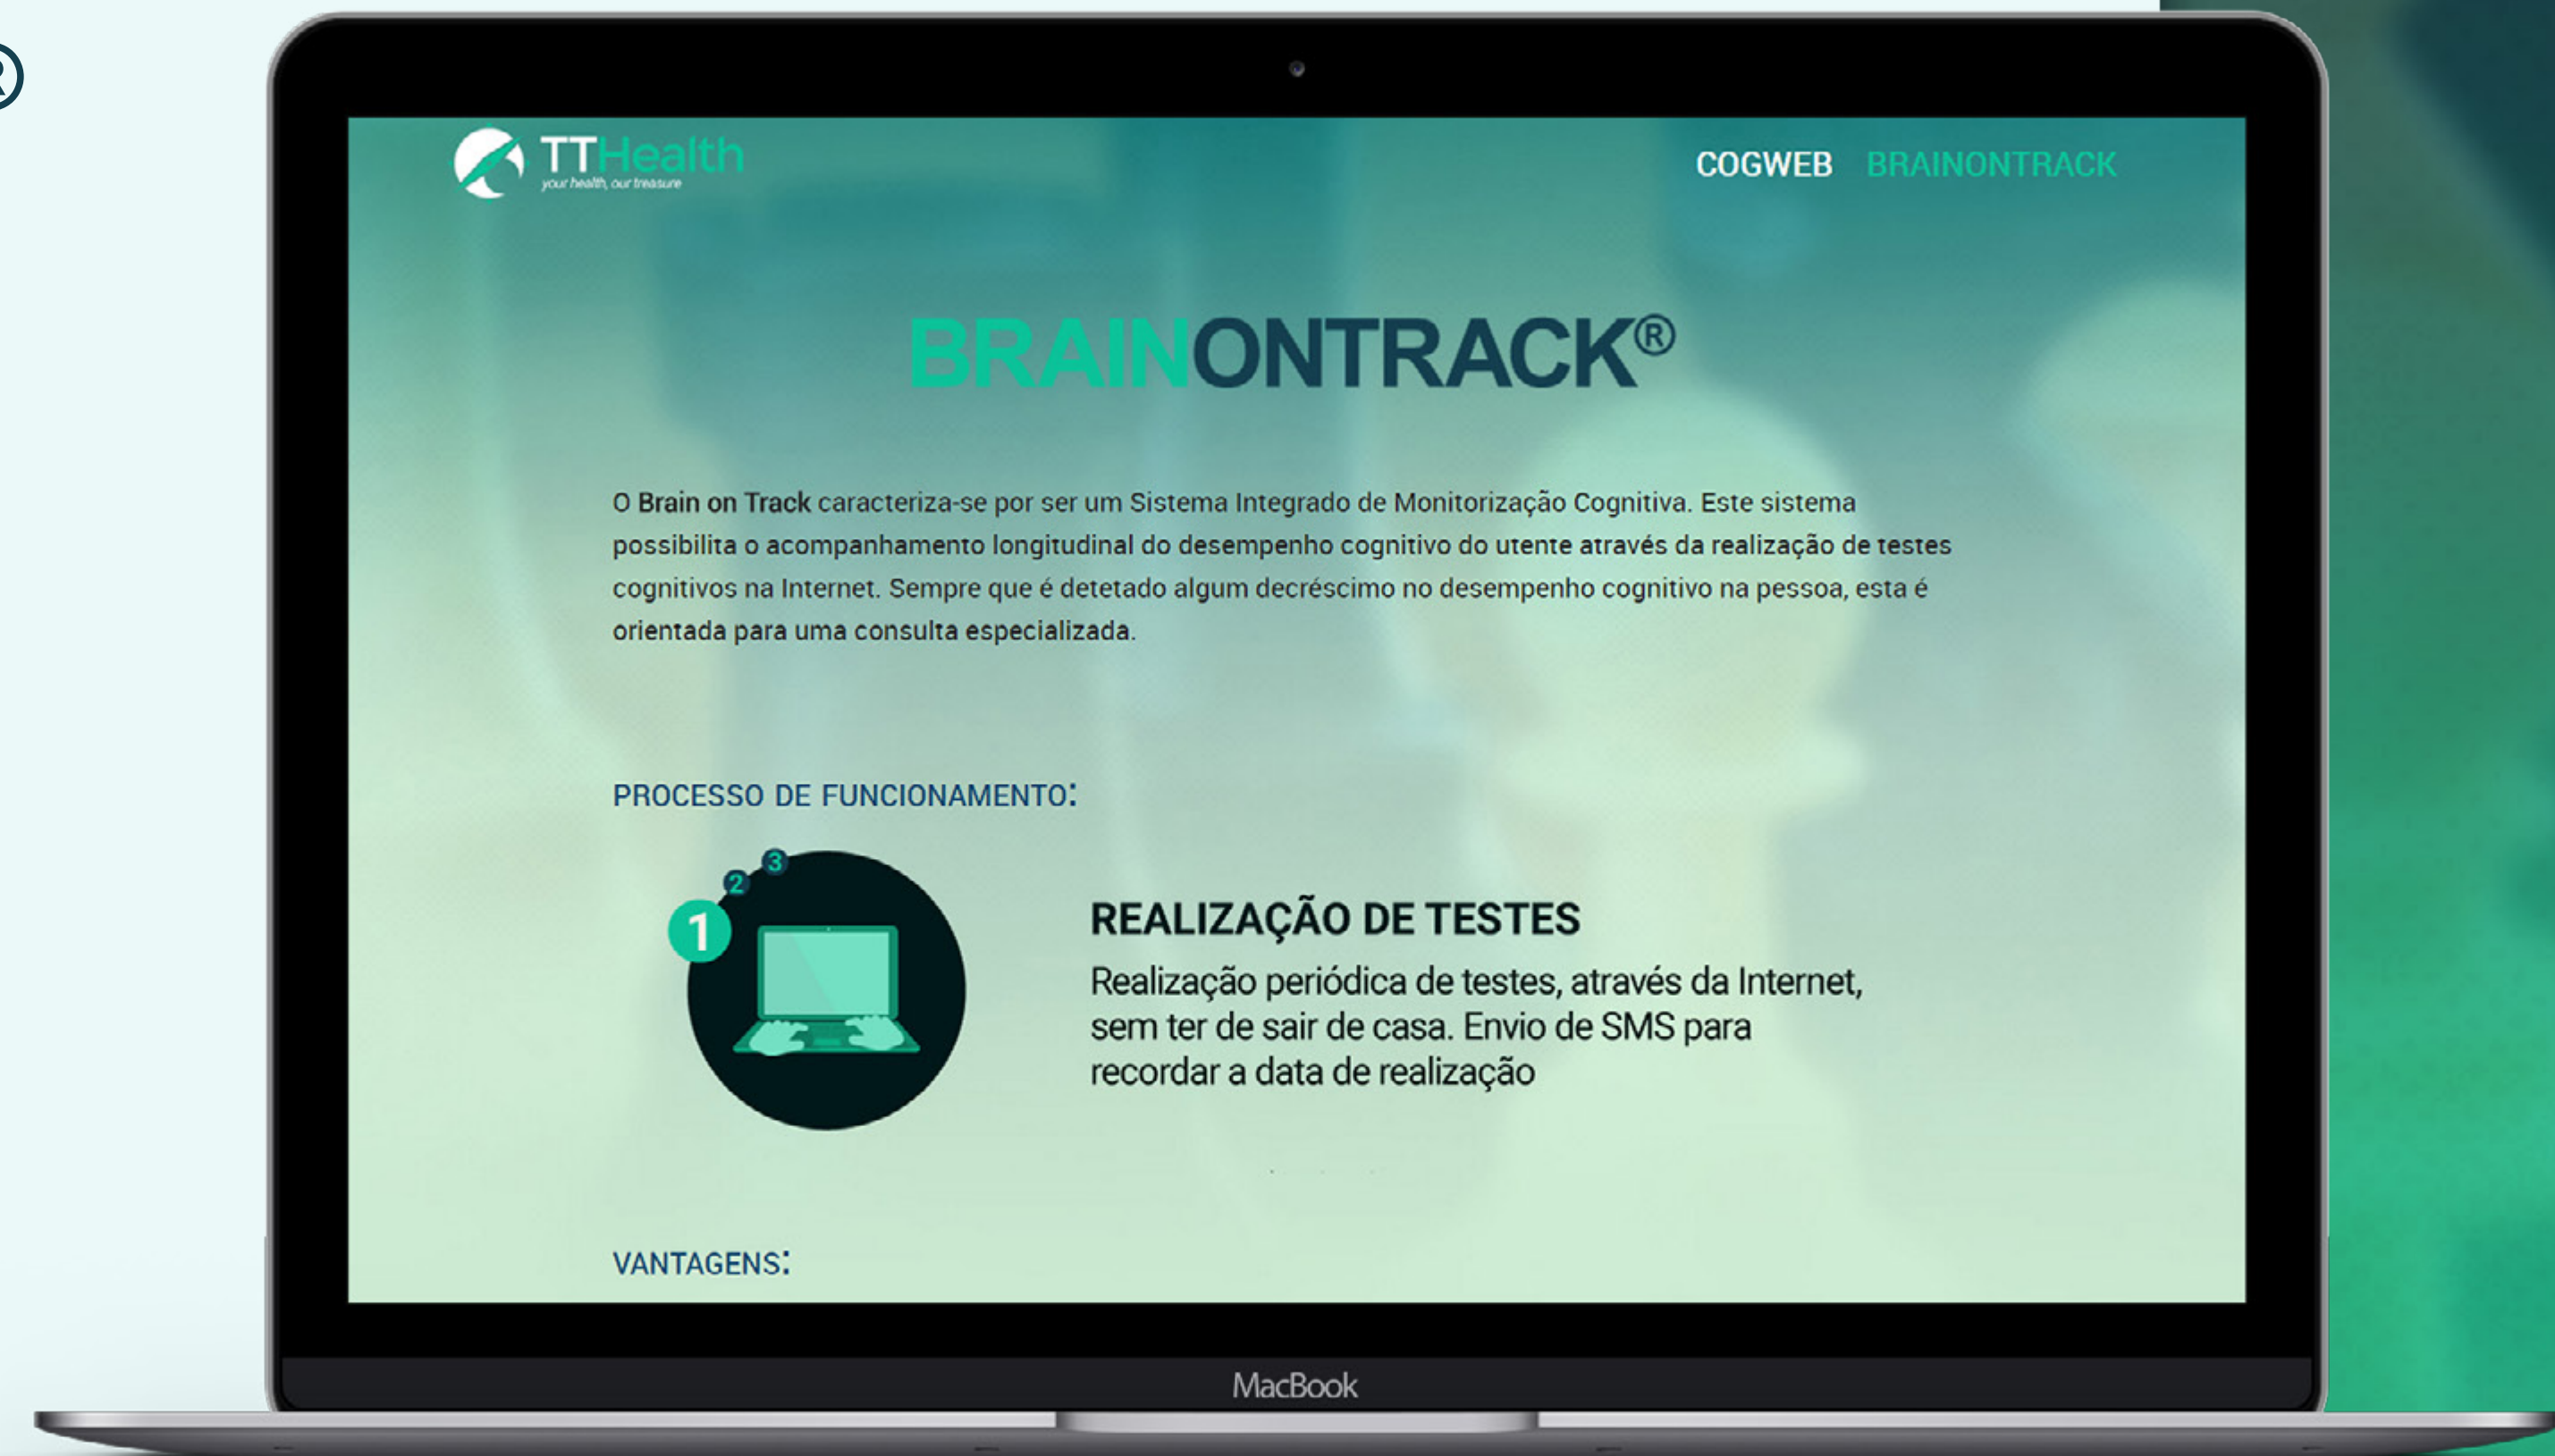 ®
TTHealth
your health, our treasure
COGWEB BRAINONTRACK
BRAINONTRACK®
O Brain on Track caracteriza-se por ser um Sistema Integrado de Monitorização Cognitiva. Este sistema
possibilita o acompanhamento longitudinal do desempenho cognitivo do utente através da realização de testes
cognitivos na Internet. Sempre que é detetado algum decréscimo no desempenho cognitivo na pessoa, esta é
orientada para uma consulta especializada.
PROCESSO DE FUNCIONAMENTO:
3
2
1
REALIZAÇÃO DE TESTES
Realização periódica de testes, através da Internet,
sem ter de sair de casa. Envio de SMS para
recordar a data de realização
VANTAGENS:
MacBook